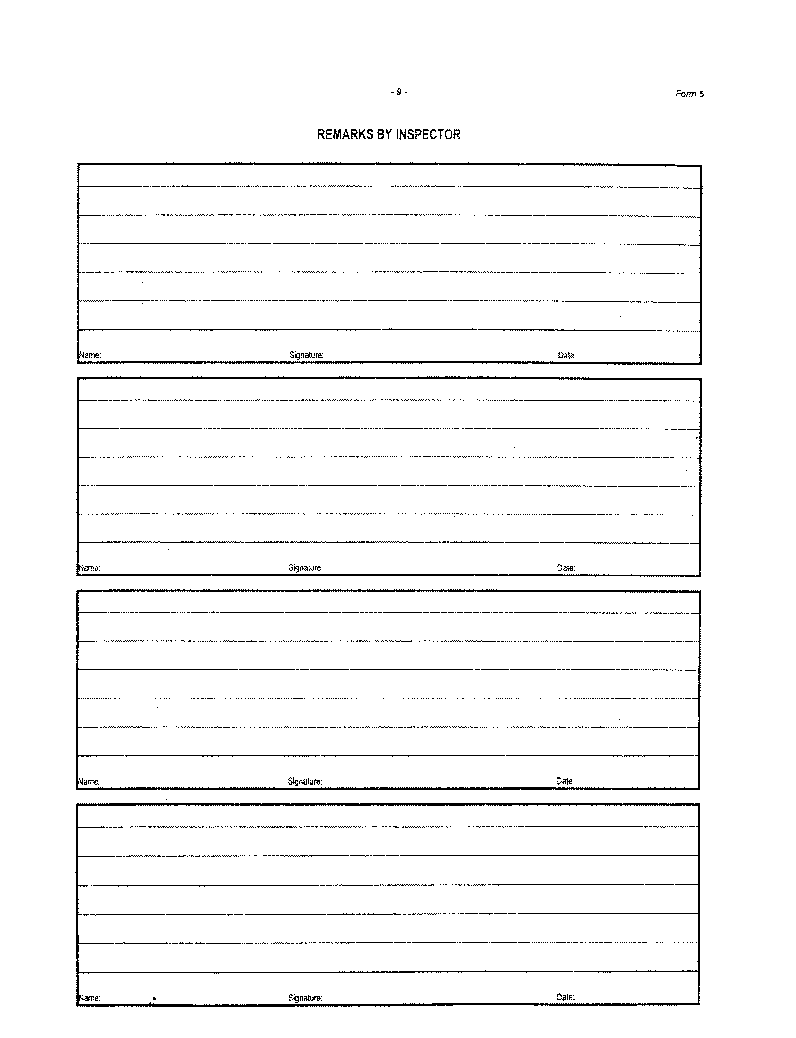 - 9 -
Form 5
REMARKS BY INSPECTOR
Name: Signature: Date
Name: Signature Date:
Name: Signature: Date
Name: Signature: Date: